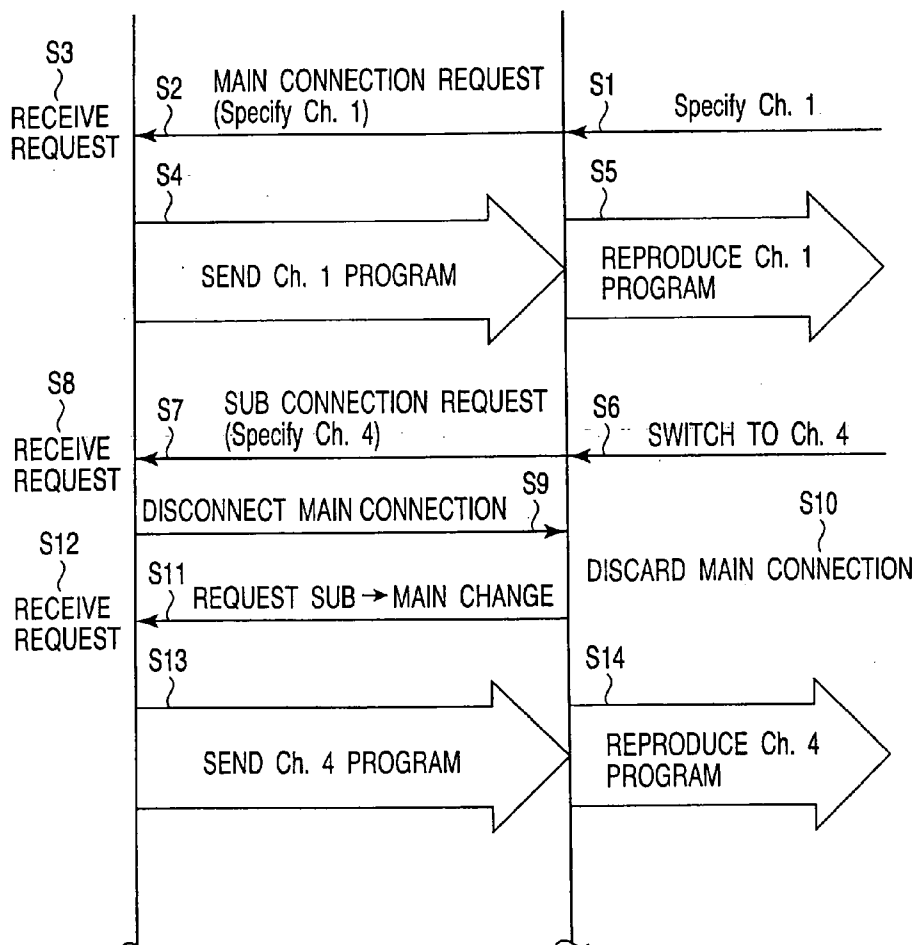 S3
RECEIVE
REQUEST
S2
MAIN CONNECTION REQUEST
(Specify Ch. 1)
S1
Specify Ch. 1
S4
SEND Ch. 1 PROGRAM
S5
REPRODUCE Ch. 1
PROGRAM
S8
RECEIVE
REQUEST
S7
SUB CONNECTION REQUEST
(Specify Ch. 4)
S6
SWITCH TO Ch. 4
DISCONNECT MAIN CONNECTION
S9
S10
DISCARD MAIN CONNECTION
S12
RECEIVE
REQUEST
S11
REQUEST SUB → MAIN CHANGE
S13
SEND Ch. 4 PROGRAM
S14
REPRODUCE Ch. 4
PROGRAM